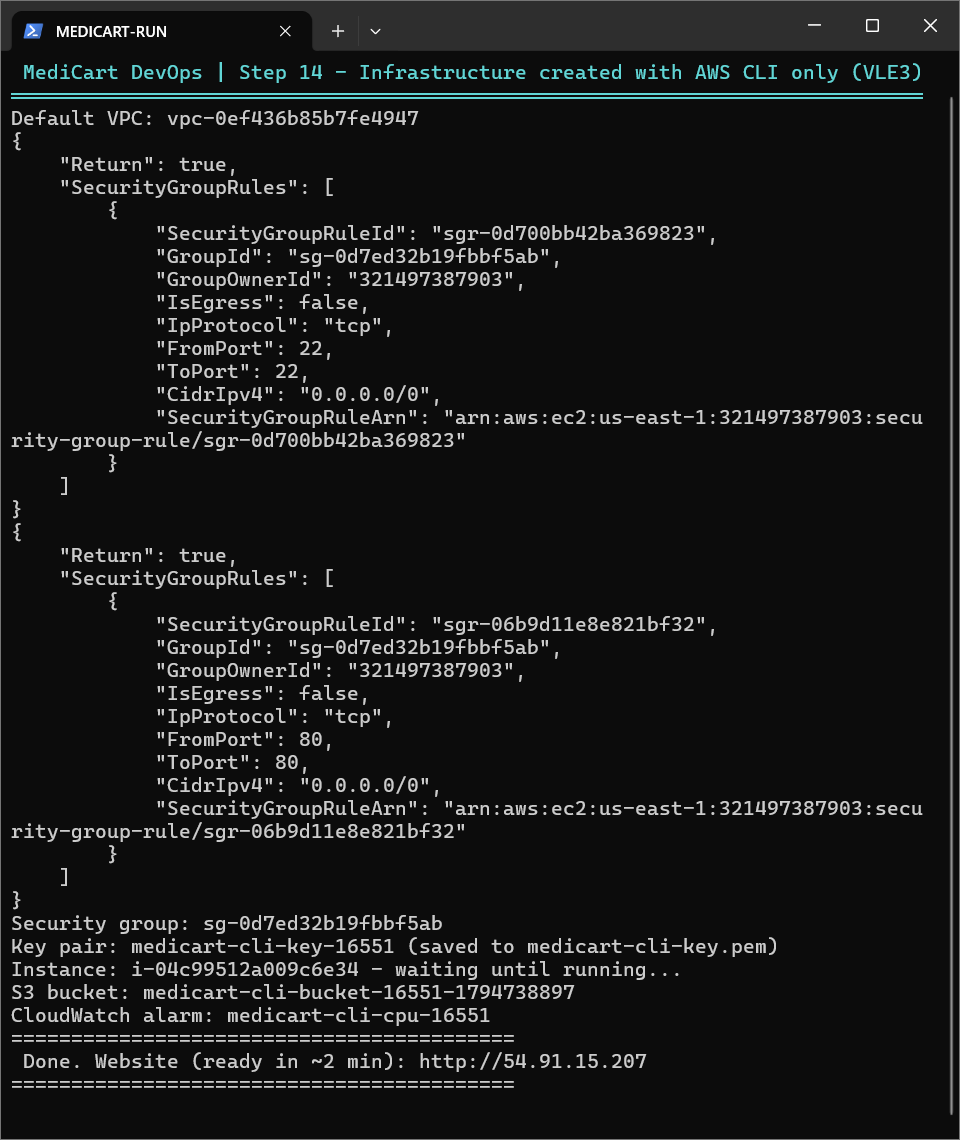 MEDICART-RUN
MediCart DevOps | Step 14 - Infrastructure created with AWS CLI only (VLE3)
Default VPC: vpc-0ef436b85b7fe4947
{
    "Return": true,
    "SecurityGroupRules": [
        {
            "SecurityGroupRuleId": "sgr-0d700bb42ba369823",
            "GroupId": "sg-0d7ed32b19fbbf5ab",
            "GroupOwnerId": "321497387903",
            "IsEgress": false,
            "IpProtocol": "tcp",
            "FromPort": 22,
            "ToPort": 22,
            "CidrIpv4": "0.0.0.0/0",
            "SecurityGroupRuleArn": "arn:aws:ec2:us-east-1:321497387903:secu
rity-group-rule/sgr-0d700bb42ba369823"
        }
    ]
}
{
    "Return": true,
    "SecurityGroupRules": [
        {
            "SecurityGroupRuleId": "sgr-06b9d11e8e821bf32",
            "GroupId": "sg-0d7ed32b19fbbf5ab",
            "GroupOwnerId": "321497387903",
            "IsEgress": false,
            "IpProtocol": "tcp",
            "FromPort": 80,
            "ToPort": 80,
            "CidrIpv4": "0.0.0.0/0",
            "SecurityGroupRuleArn": "arn:aws:ec2:us-east-1:321497387903:secu
rity-group-rule/sgr-06b9d11e8e821bf32"
        }
    ]
}
Security group: sg-0d7ed32b19fbbf5ab
Key pair: medicart-cli-key-16551 (saved to medicart-cli-key.pem)
Instance: i-04c99512a009c6e34 - waiting until running...
S3 bucket: medicart-cli-bucket-16551-1794738897
CloudWatch alarm: medicart-cli-cpu-16551
==========================================
 Done. Website (ready in ~2 min): http://54.91.15.207
==========================================